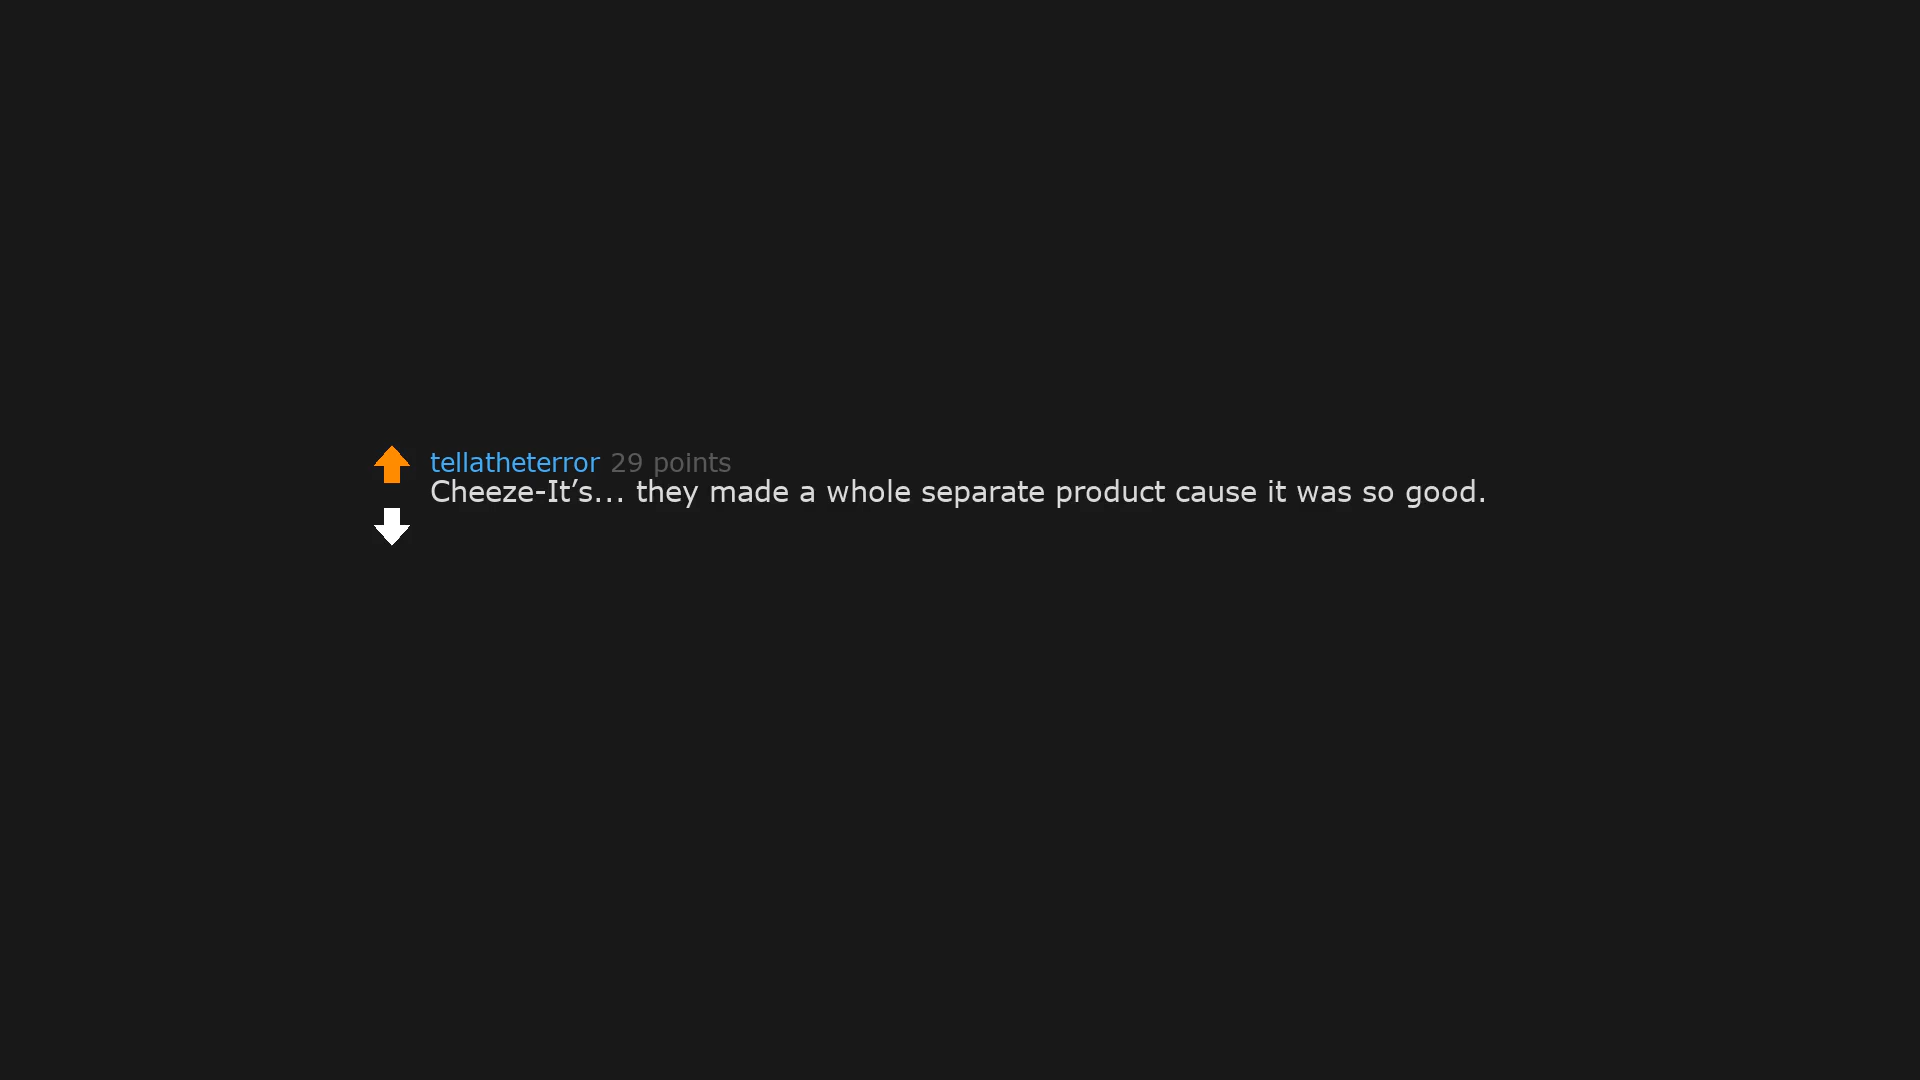 tellatheterror 29 points
Cheeze-It’s… they made a whole separate product cause it was so good.